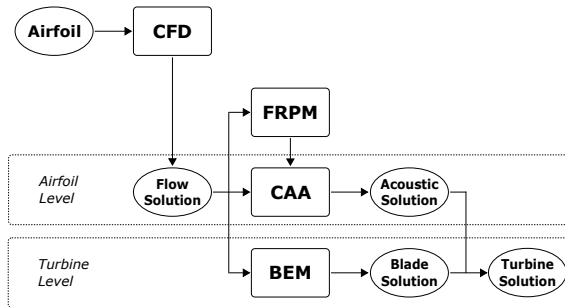 Airfoil
CFD
FRPM
Airfoil
Level
Flow
Solution
CAA
Acoustic
Solution
Turbine
Level
BEM
Blade
Solution
Turbine
Solution